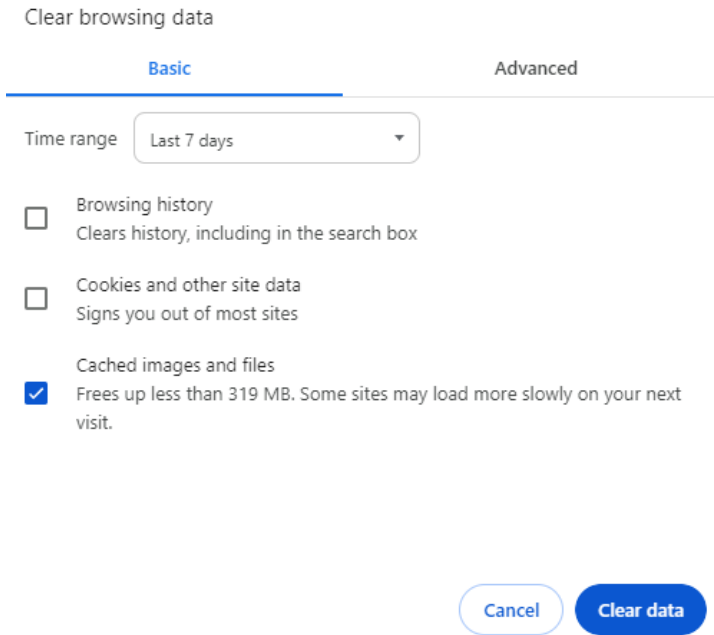 Clear browsing data
Basic
Advanced
Time range
Last 7 days
Browsing history
Clears history, including in the search box
Cookies and other site data
Signs you out of most sites
Cached images and files
Frees up less than 319 MB. Some sites may load more slowly on your next
visit.
Cancel
Clear data